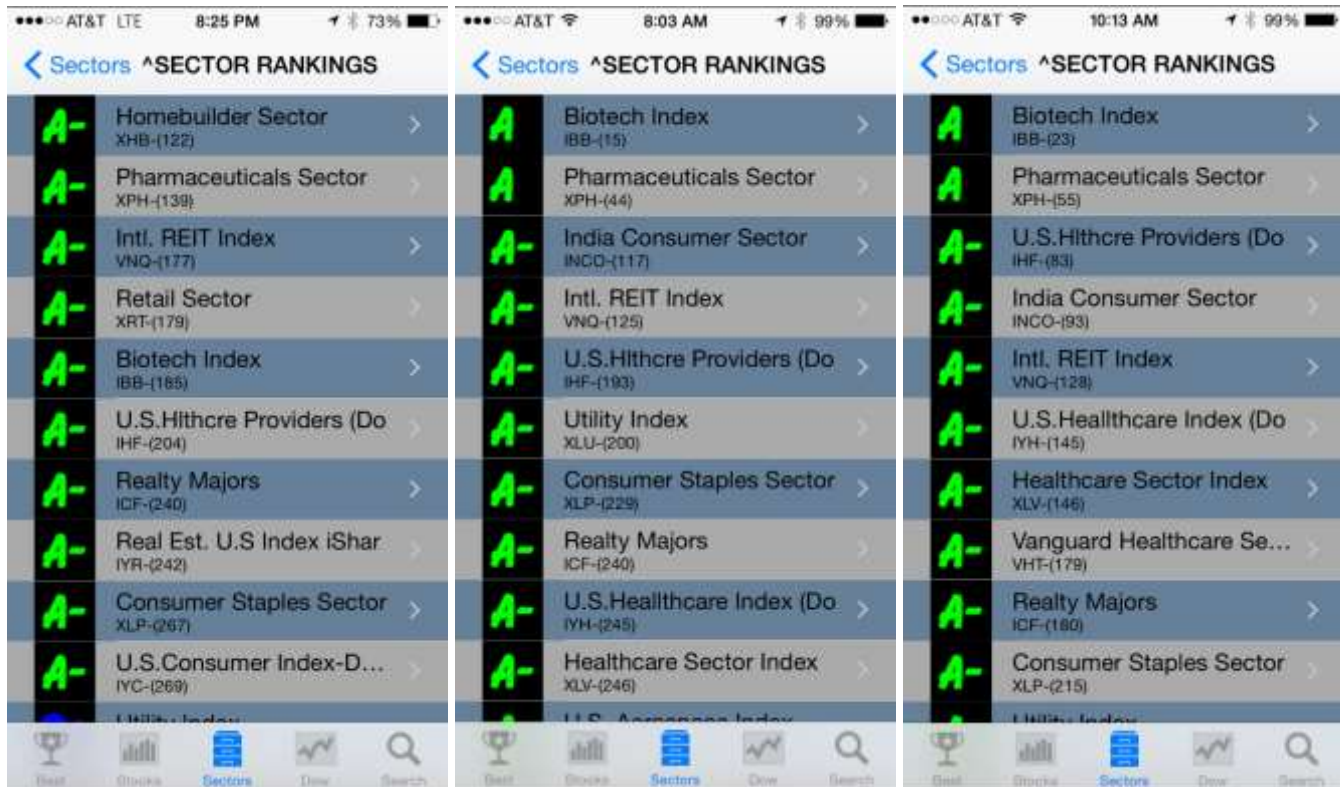 AT&T LTE 8:25 PM 73%
Sectors ^SECTOR RANKINGS
A- Homebuilder Sector
XHB-(122)
A- Pharmaceuticals Sector
XPH-(139)
A- Intl. REIT Index
VNQ-(177)
A- Retail Sector
XRT-(179)
A- Biotech Index
IBB-(185)
A- U.S.Hlthcre Providers (Do
IHF-(204)
A- Realty Majors
ICF-(240)
A- Real Est. U.S Index iShar
IYR-(242)
A- Consumer Staples Sector
XLP-(267)
A- U.S.Consumer Index-D...
IYC-(269)
Utility Index
Best Stocks Sectors Dow Search
AT&T 8:03 AM 99%
Sectors ^SECTOR RANKINGS
A Biotech Index
IBB-(15)
A Pharmaceuticals Sector
XPH-(44)
A- India Consumer Sector
INCO-(117)
A- Intl. REIT Index
VNQ-(125)
A- U.S.Hlthcre Providers (Do
IHF-(193)
A- Utility Index
XLU-(200)
A- Consumer Staples Sector
XLP-(229)
A- Realty Majors
ICF-(240)
A- U.S.Heallthcare Index (Do
IYH-(245)
A- Healthcare Sector Index
XLV-(246)
U.S. Aerospace Index
Best Stocks Sectors Dow Search
AT&T 10:13 AM 99%
Sectors ^SECTOR RANKINGS
A Biotech Index
IBB-(23)
A Pharmaceuticals Sector
XPH-(55)
A- U.S.Hlthcre Providers (Do
IHF-(83)
A- India Consumer Sector
INCO-(93)
A- Intl. REIT Index
VNQ-(128)
A- U.S.Heallthcare Index (Do
IYH-(145)
A- Healthcare Sector Index
XLV-(146)
A- Vanguard Healthcare Se...
VHT-(179)
A- Realty Majors
ICF-(180)
A- Consumer Staples Sector
XLP-(215)
Utility Index
Best Stocks Sectors Dow Search